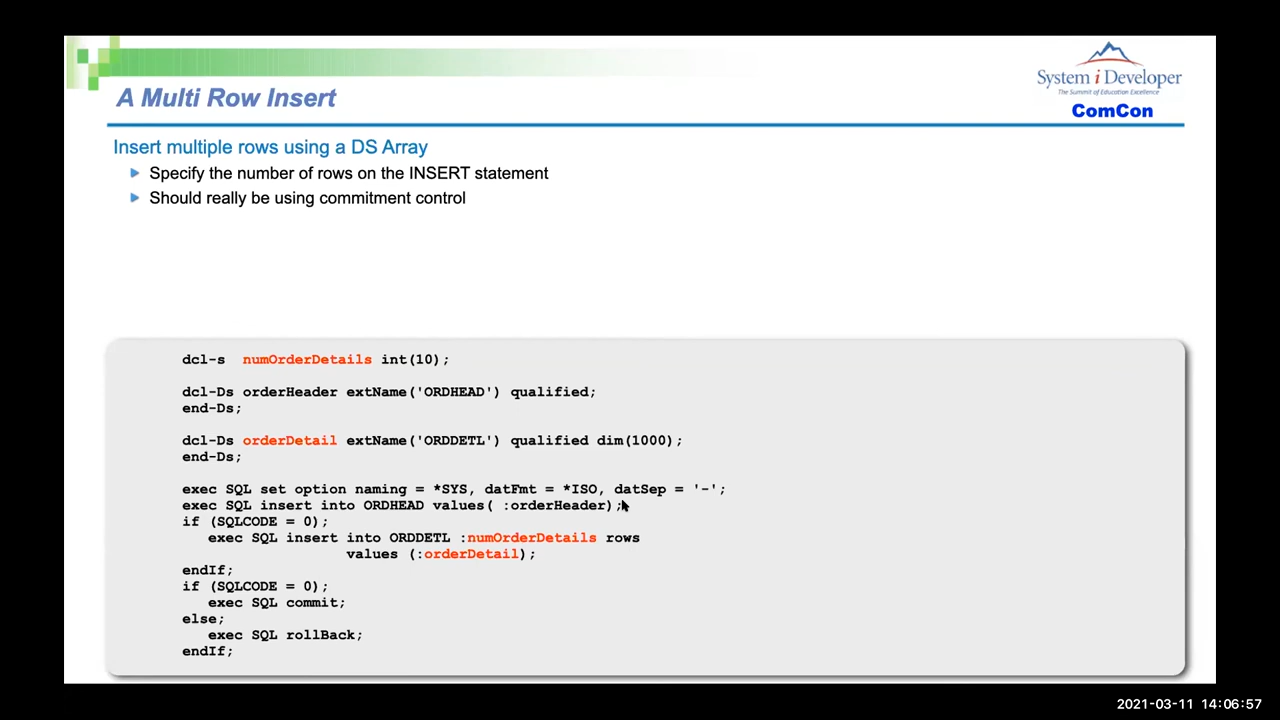 System i Developer
The Summit of Education Excellence
ComCon
A Multi Row Insert
Insert multiple rows using a DS Array
Specify the number of rows on the INSERT statement
Should really be using commitment control
dcl-s  numOrderDetails int(10);
dcl-Ds orderHeader extName('ORDHEAD') qualified;
end-Ds;
dcl-Ds orderDetail extName('ORDDETL') qualified dim(1000);
end-Ds;
exec SQL set option naming = *SYS, datFmt = *ISO, datSep = '-';
exec SQL insert into ORDHEAD values( :orderHeader);
if (SQLCODE = 0);
   exec SQL insert into ORDDETL :numOrderDetails rows
                   values (:orderDetail);
endIf;
if (SQLCODE = 0);
   exec SQL commit;
else;
   exec SQL rollBack;
endIf;
2021-03-11 14:06:57